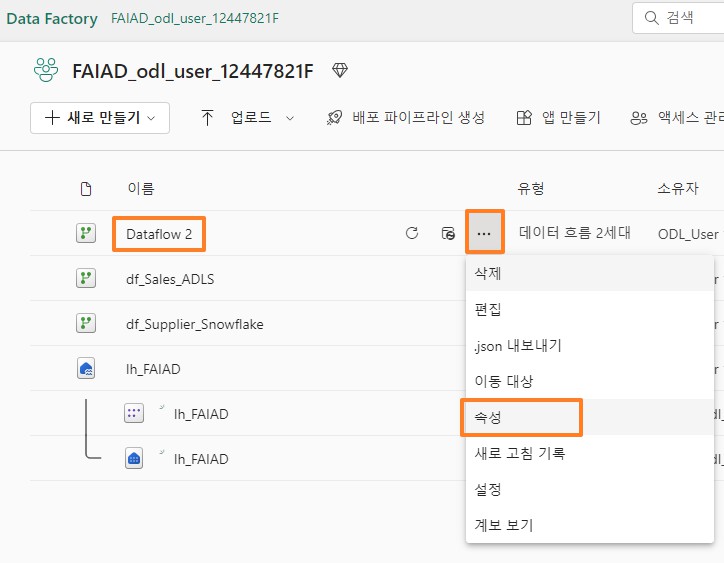 Data Factory FAIAD_odl_user_12447821F 검색
FAIAD_odl_user_12447821F
새로 만들기 업로드 배포 파이프라인 생성 앱 만들기 액세스 관리
이름 유형 소유자
Dataflow 2 ... 데이터 흐름 2세대 ODL_User
삭제
df_Sales_ADLS
편집
df_Supplier_Snowflake
.json 내보내기
lh_FAIAD
이동 대상
lh_FAIAD
속성
lh_FAIAD
새로 고침 기록
설정
계보 보기